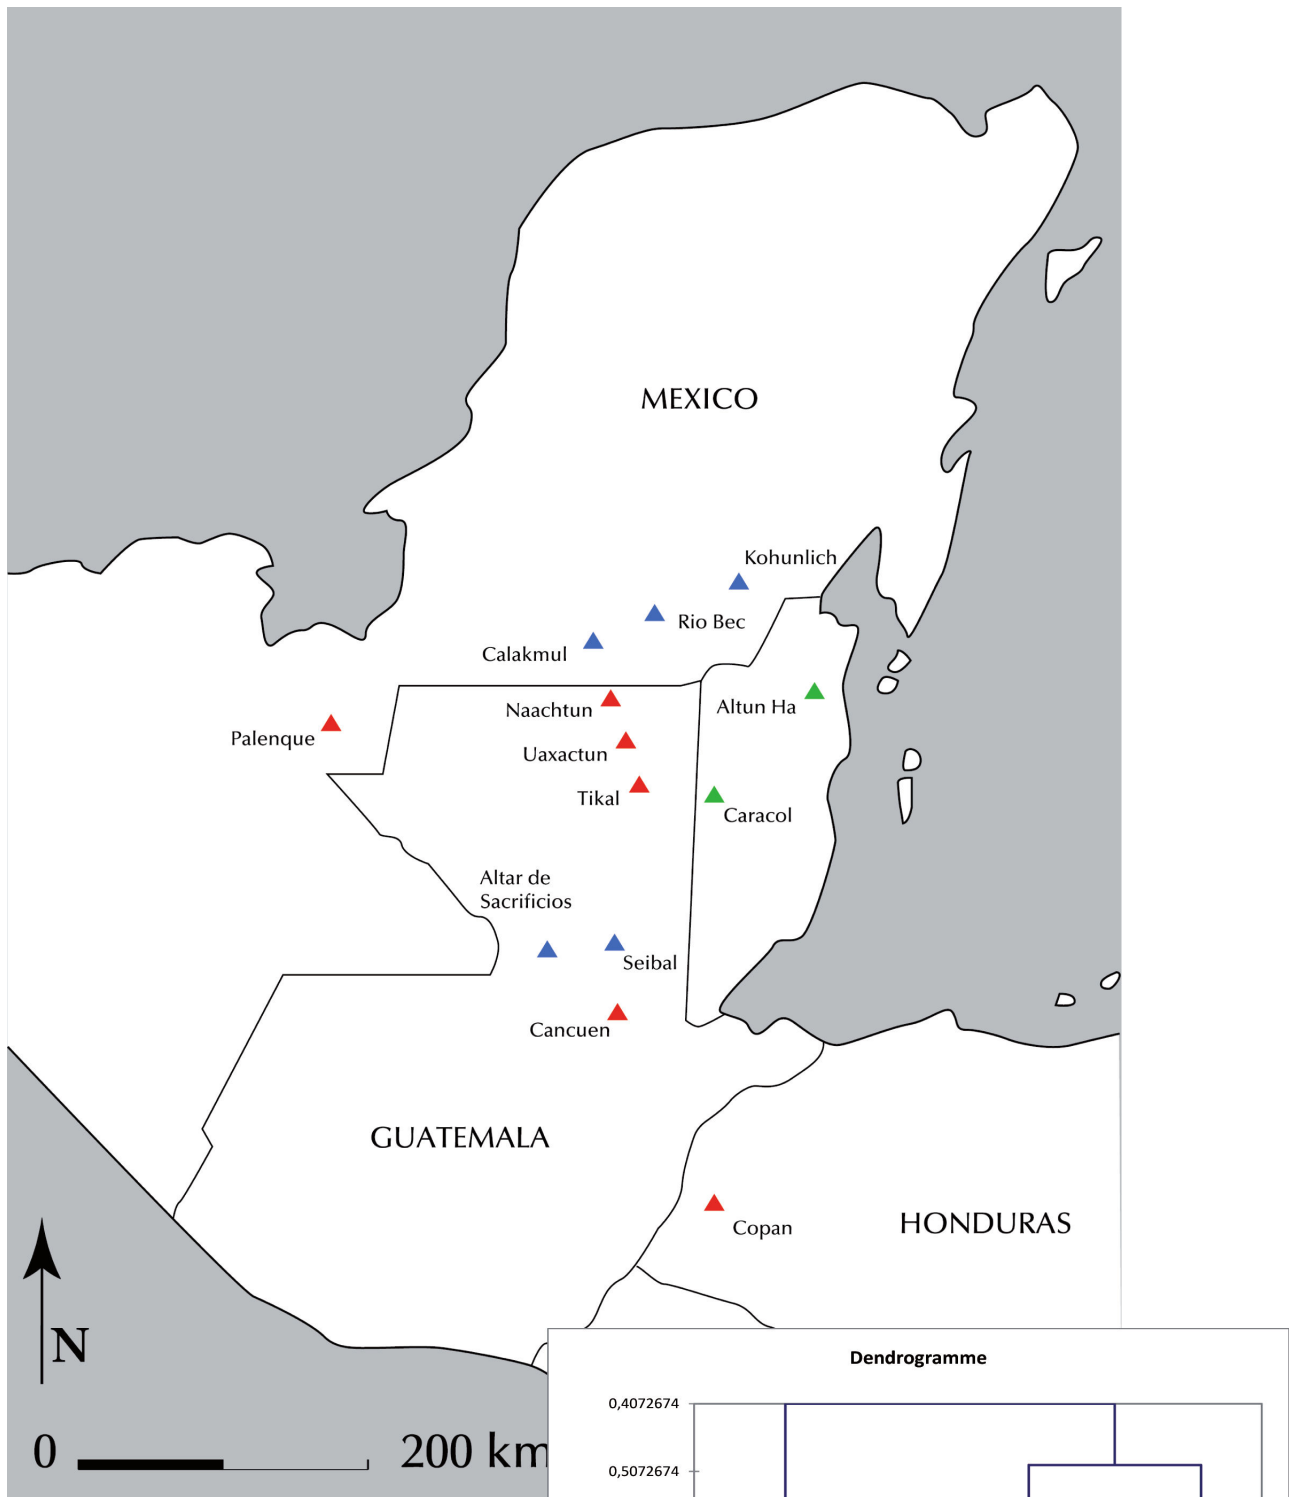 MEXICO
Kohunlich
Rio Bec
Calakmul
Naachtun
Altun Ha
Palenque
Uaxactun
Tikal
Caracol
Altar de
Sacrificios
Seibal
Cancuen
GUATEMALA
Copan
HONDURAS
N
0 200 km
Dendrogramme
0,4072674
0,5072674